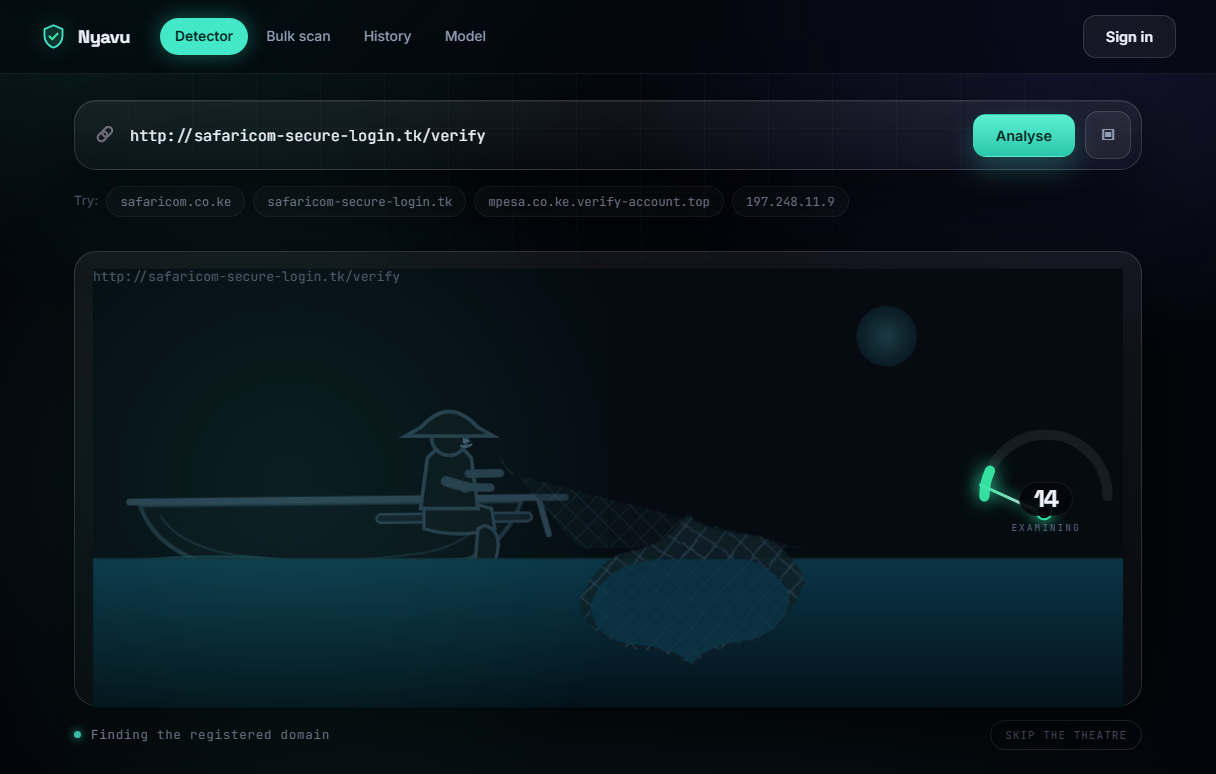 Nyavu
Detector
Bulk scan
History
Model
Sign in
http://safaricom-secure-login.tk/verify
Analyse
Try:
safaricom.co.ke
safaricom-secure-login.tk
mpesa.co.ke.verify-account.top
197.248.11.9
http://safaricom-secure-login.tk/verify
14
EXAMINING
Finding the registered domain
SKIP THE THEATRE